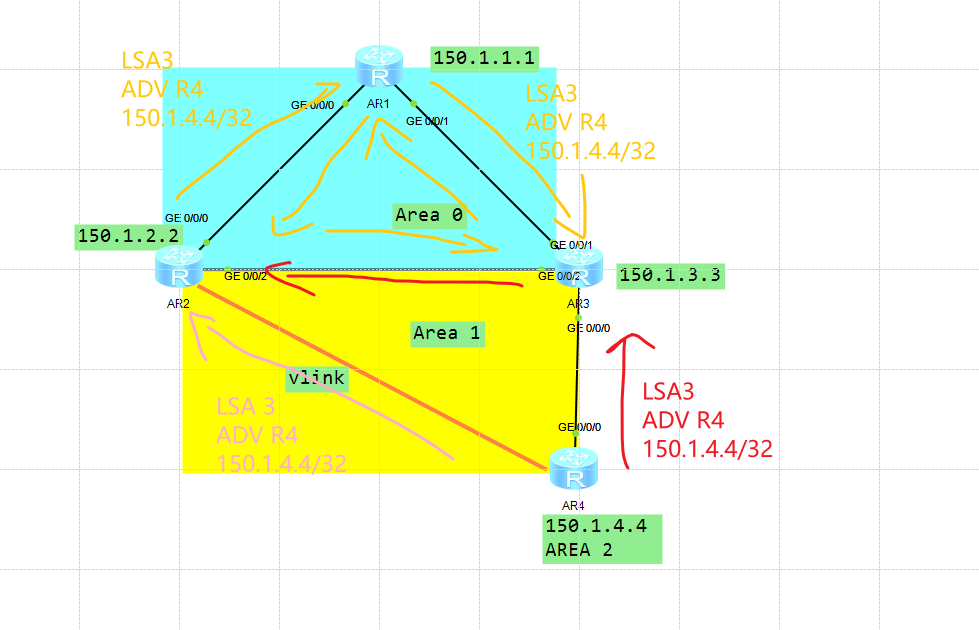 150.1.1.1
LSA3
ADV R4
150.1.4.4/32
R
GE 0/0/0
AR1
GE 0/0/1
LSA3
ADV R4
150.1.4.4/32
Area 0
GE 0/0/0
150.1.2.2
GE 0/0/1
R
GE 0/0/2
GE 0/0/2
R
150.1.3.3
AR2
AR3
GE 0/0/0
Area 1
vlink
LSA 3
ADV R4
150.1.4.4/32
LSA3
ADV R4
150.1.4.4/32
GE 0/0/0
R
AR4
150.1.4.4
AREA 2